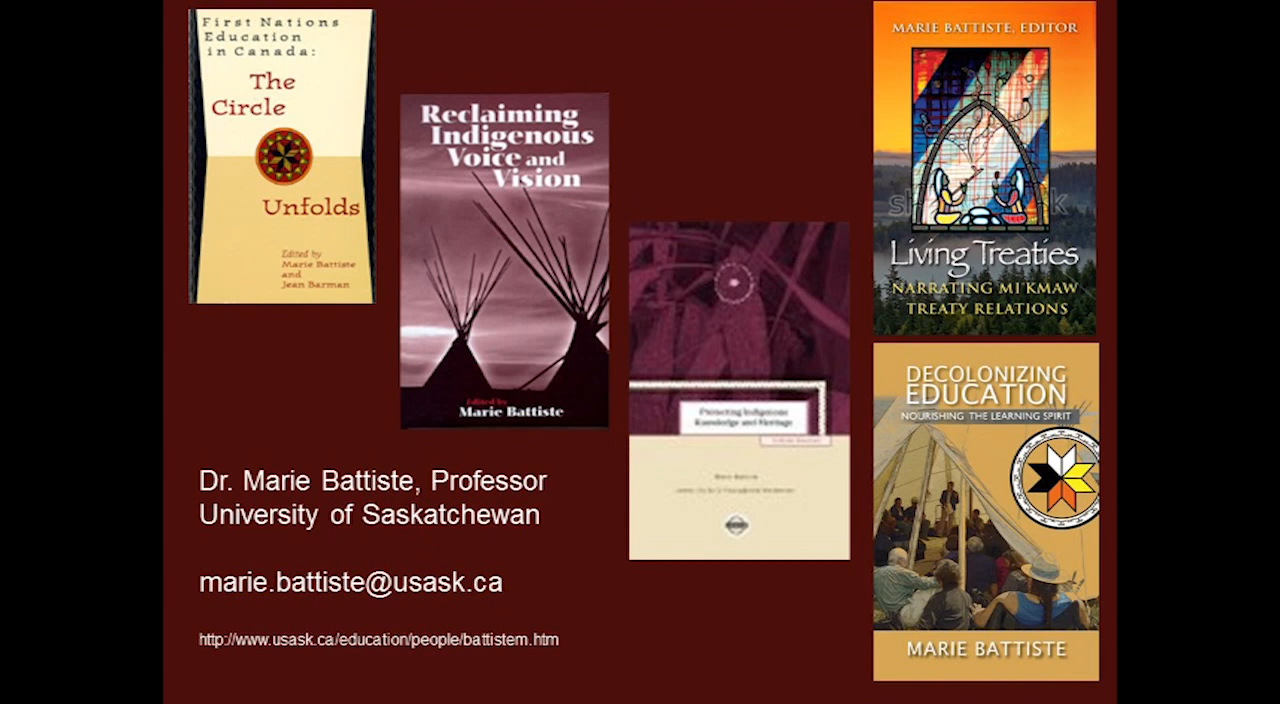 First Nations
Education
in Canada:
The
Circle
Unfolds
Edited by
Marie Battiste
and
Jean Barman
Reclaiming
Indigenous
Voice and
Vision
Edited by
Marie Battiste
Protecting Indigenous
Knowledge and Heritage
MARIE BATTISTE, EDITOR
Living Treaties
NARRATING MI'KMAW
TREATY RELATIONS
DECOLONIZING
EDUCATION
NOURISHING THE LEARNING SPIRIT
MARIE BATTISTE
Dr. Marie Battiste, Professor
University of Saskatchewan
marie.battiste@usask.ca
http://www.usask.ca/education/people/battistem.htm